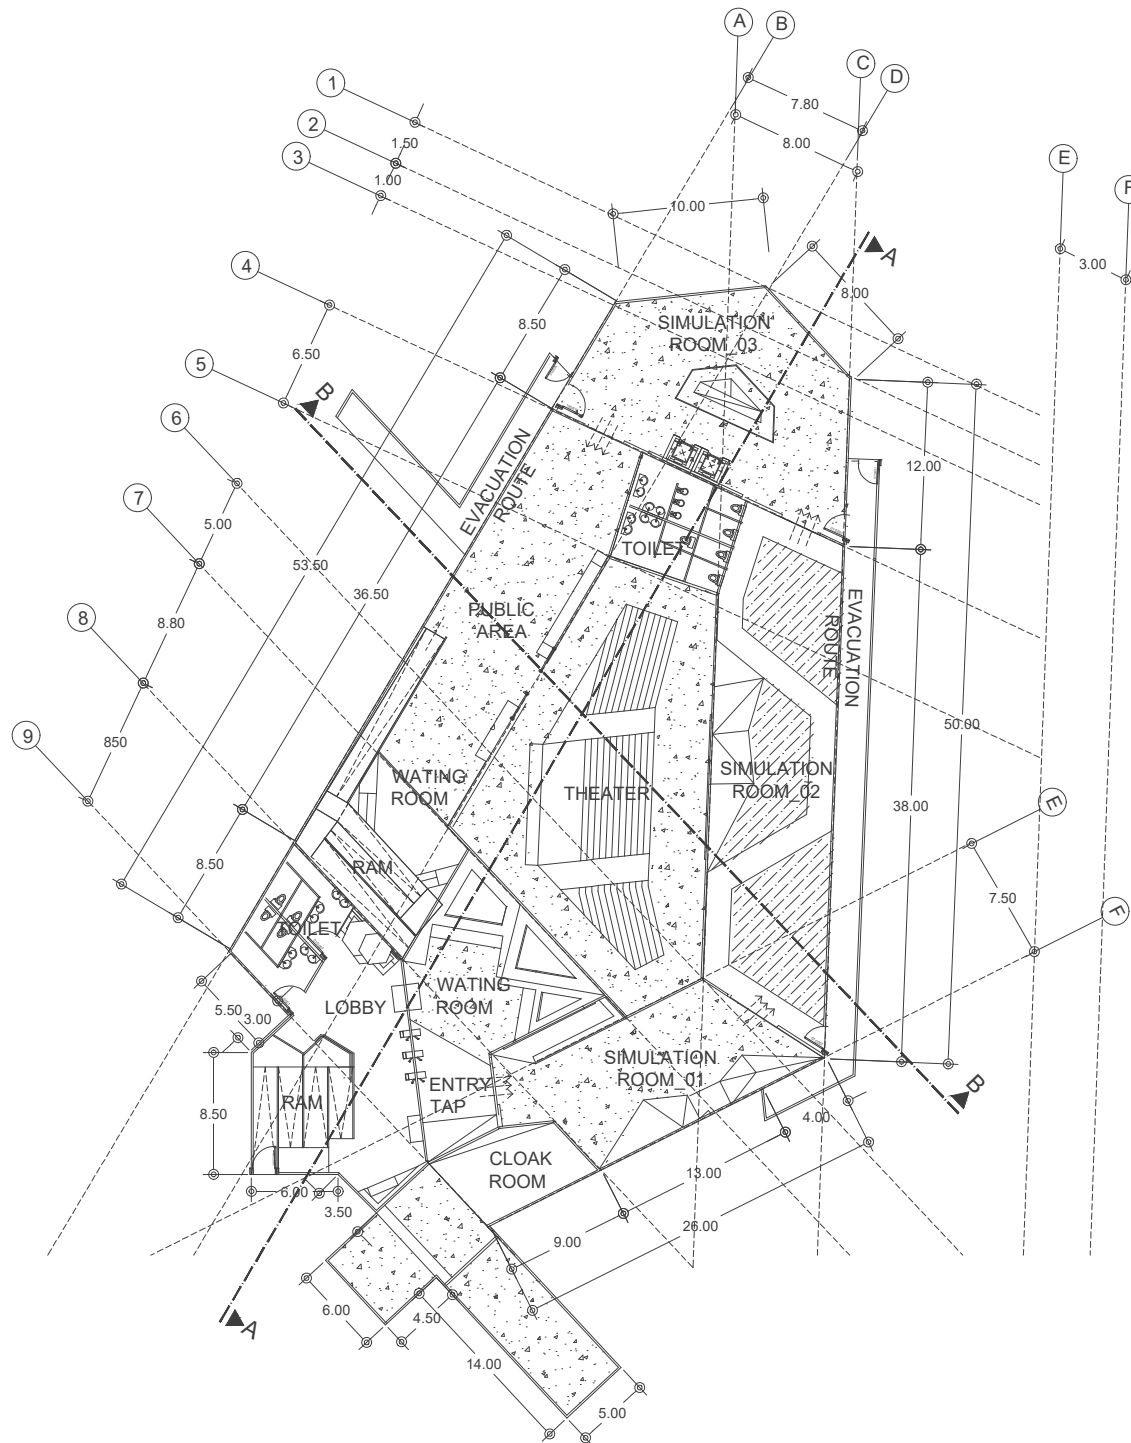 A
B
C
D
E
F
1
2
3
4
5
6
7
8
9
7.80
8.00
1.50
1.00
10.00
3.00
A
8.00
6.50
8.50
B
SIMULATION
ROOM_03
EVACUATION
ROUTE
12.00
5.00
53.50
36.50
TOILET
PUBLIC
AREA
EVACUATION
ROUTE
8.80
850
50.00
WATING
ROOM
THEATER
SIMULATION
ROOM_02
38.00
E
F
7.50
8.50
RAM
TOILET
LOBBY
WATING
ROOM
5.50
3.00
SIMULATION
ROOM_01
ENTRY
TAP
RAM
8.50
4.00
B
CLOAK
ROOM
13.00
26.00
9.00
6.00
3.50
A
6.00
4.50
14.00
5.00